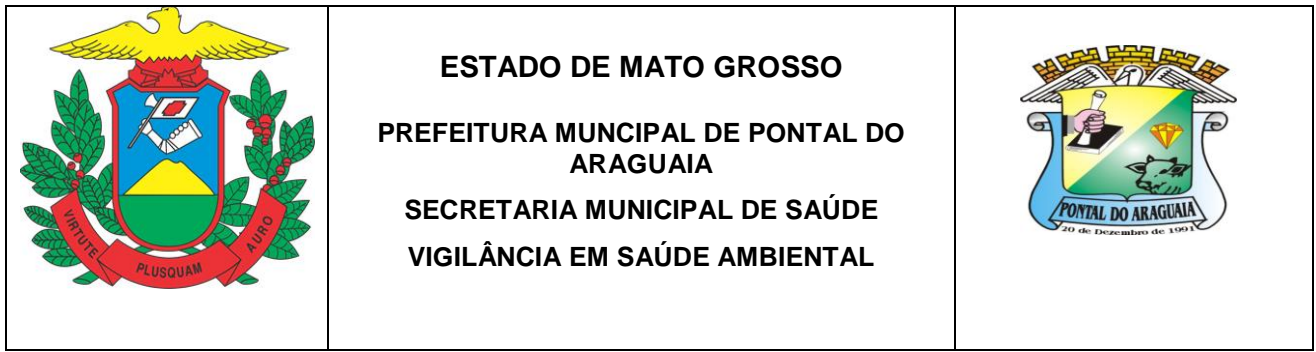 VIRTUTE
PLUSQUAM
AURO
ESTADO DE MATO GROSSO
PREFEITURA MUNCIPAL DE PONTAL DO
ARAGUAIA
SECRETARIA MUNICIPAL DE SAÚDE
VIGILÂNCIA EM SAÚDE AMBIENTAL
PONTAL DO ARAGUAIA
20 de Dezembro de 1991